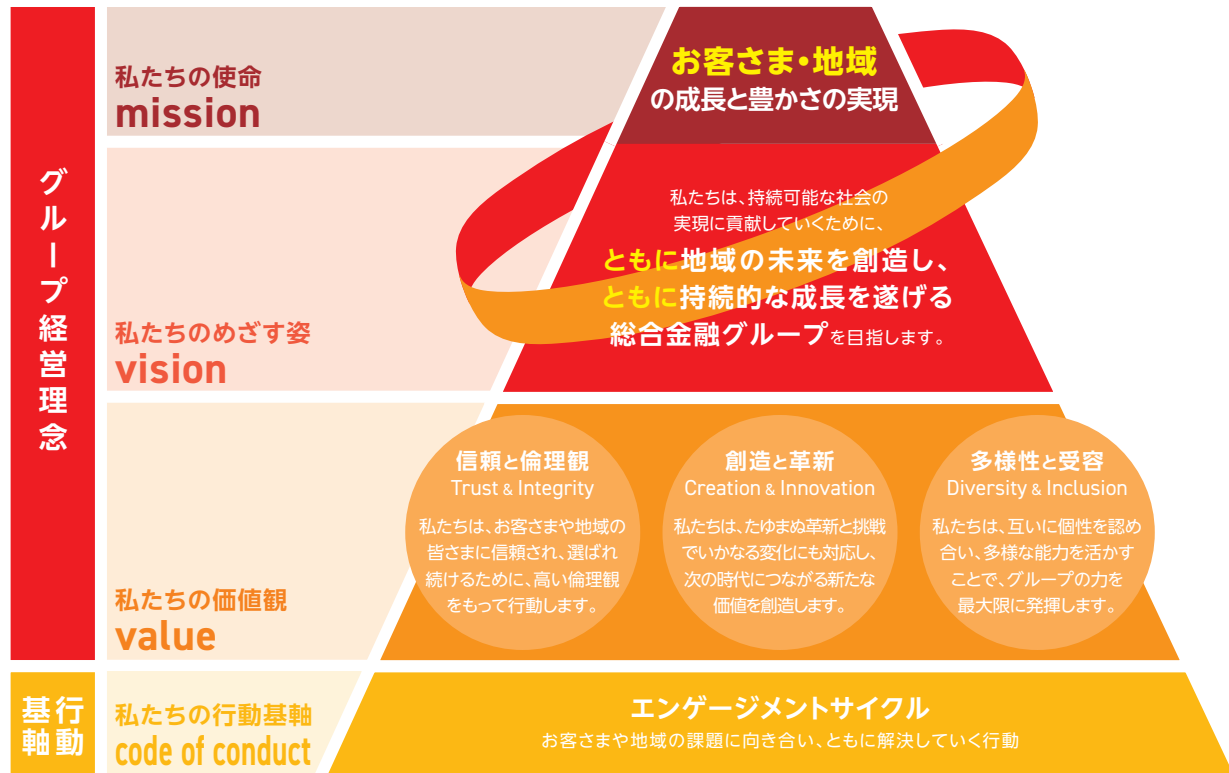 グループ経営理念
私たちの使命
mission
お客さま・地域
の成長と豊かさの実現
私たちのめざす姿
vision
私たちは、持続可能な社会の
実現に貢献していくために、
ともに地域の未来を創造し、
ともに持続的な成長を遂げる
総合金融グループを目指します。
私たちの価値観
value
信頼と倫理観
Trust & Integrity
私たちは、お客さまや地域の
皆さまに信頼され、選ばれ
続けるために、高い倫理観
をもって行動します。
創造と革新
Creation & Innovation
私たちは、たゆまぬ革新と挑戦
でいかなる変化にも対応し、
次の時代につながる新たな
価値を創造します。
多様性と受容
Diversity & Inclusion
私たちは、互いに個性を認め
合い、多様な能力を活かす
ことで、グループの力を
最大限に発揮します。
行動
基軸
私たちの行動基軸
code of conduct
エンゲージメントサイクル
お客さまや地域の課題に向き合い、ともに解決していく行動